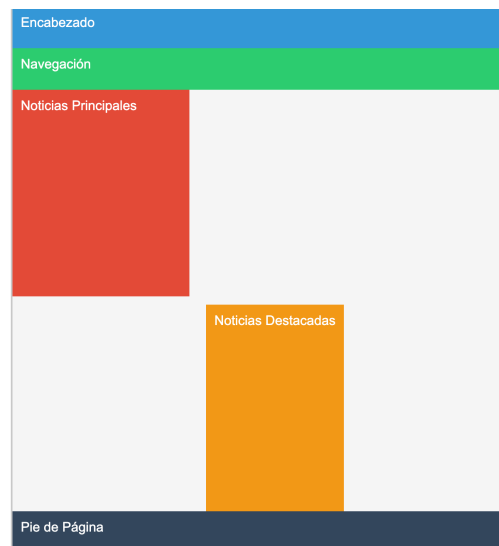 Encabezado
Navegación
Noticias Principales
Noticias Destacadas
Pie de Página